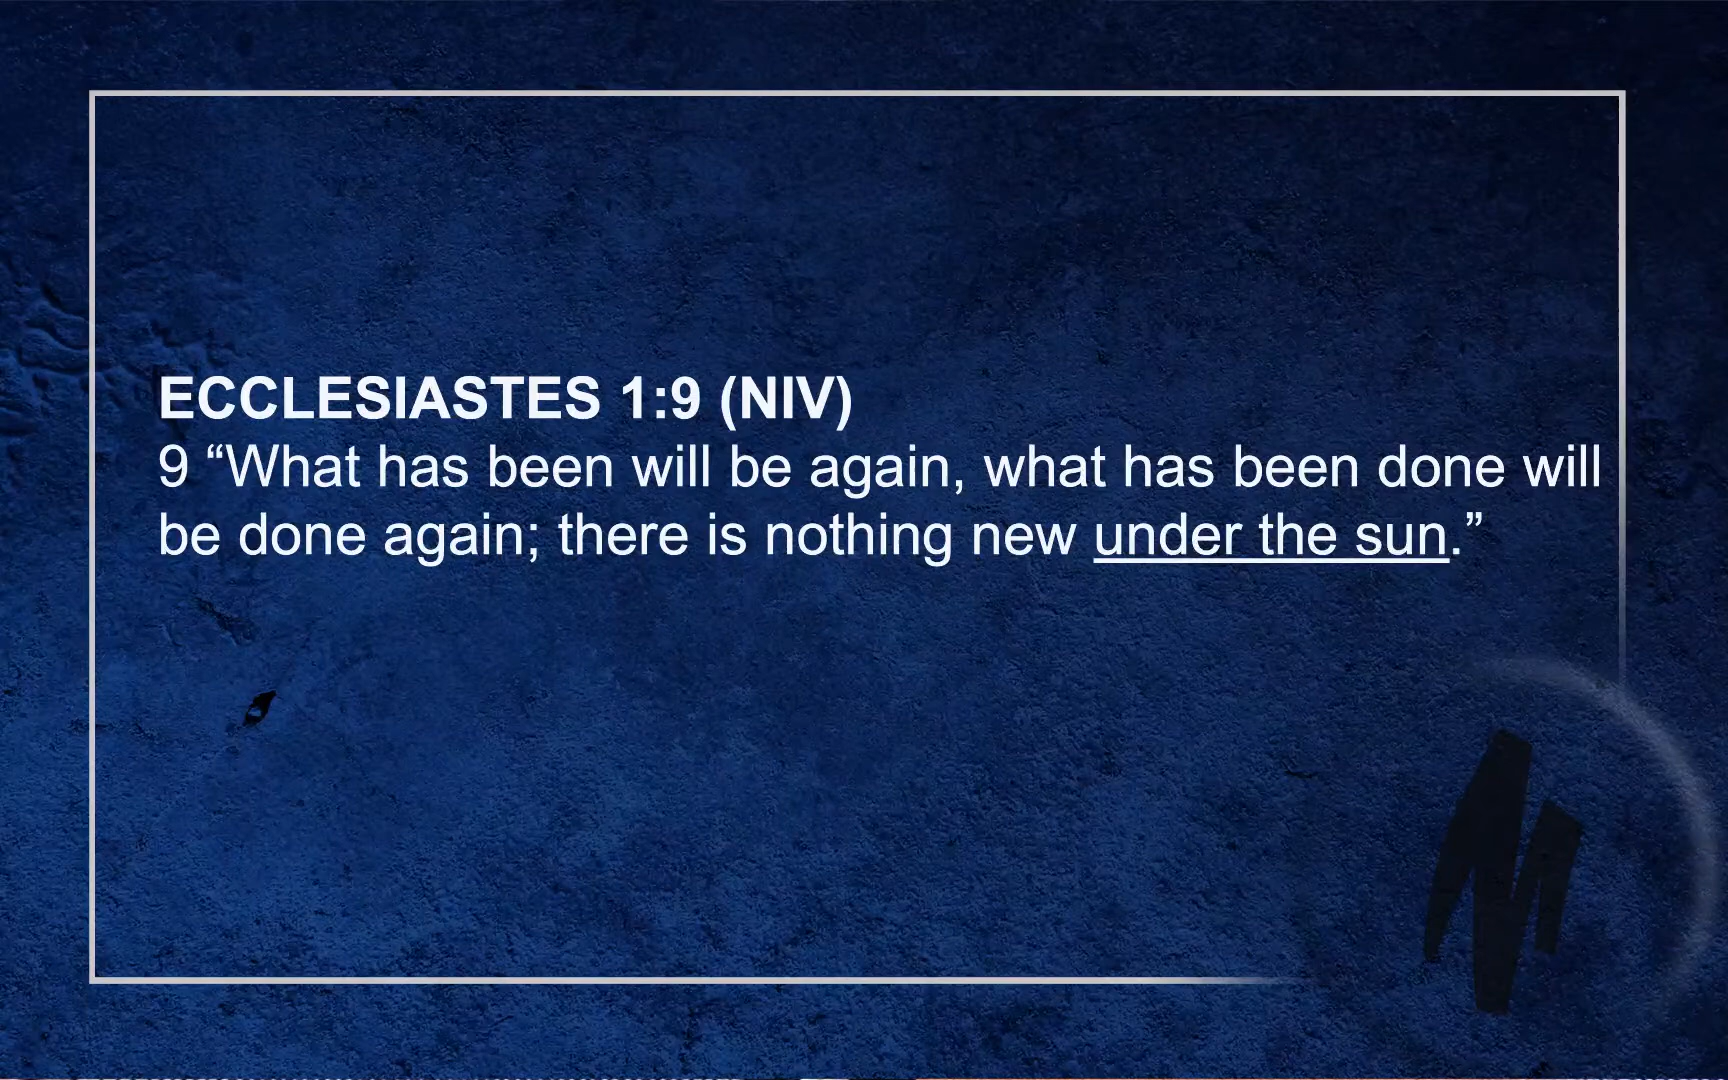 ECCLESIASTES 1:9 (NIV)
9 “What has been will be again, what has been done will
be done again; there is nothing new under the sun.”